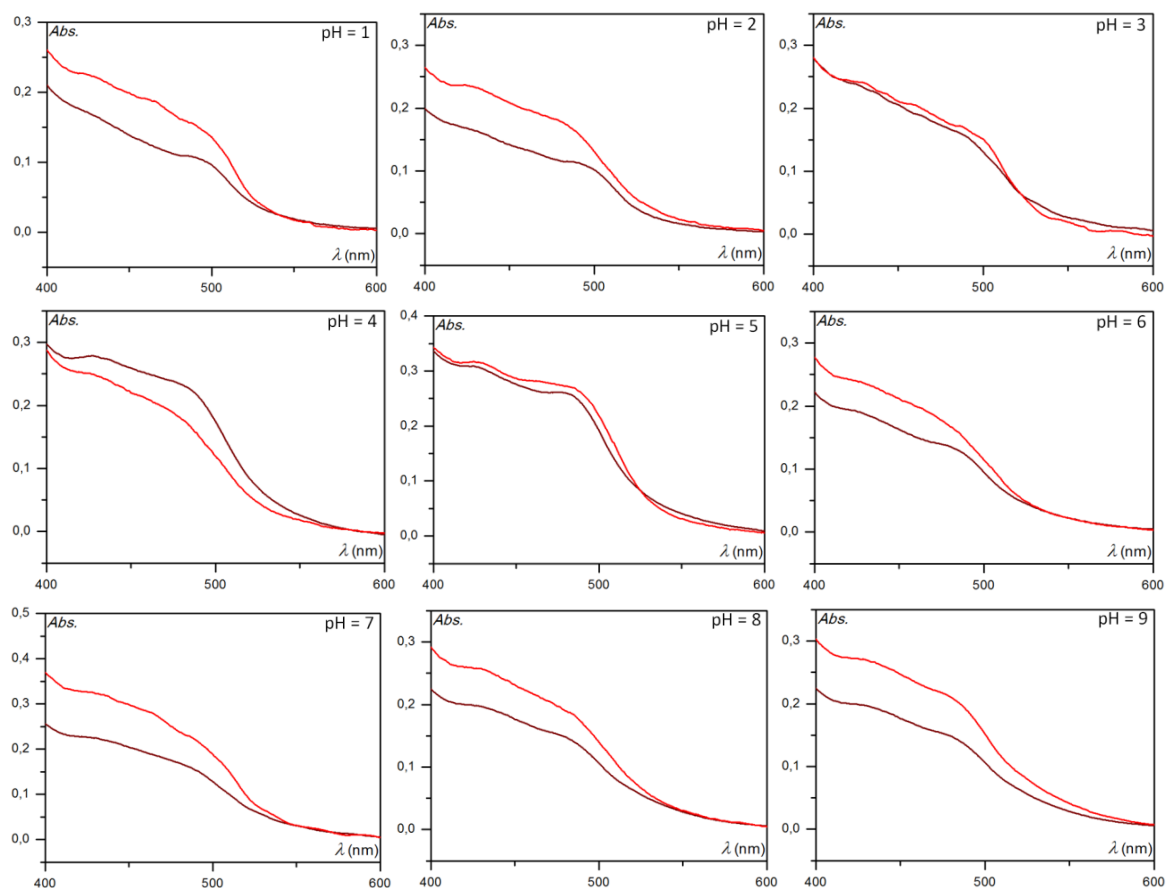 Abs. pH = 1
0,3
0,2
0,1
0,0
λ (nm)
400 500 600
Abs. pH = 2
0,3
0,2
0,1
0,0
λ (nm)
400 500 600
Abs. pH = 3
0,3
0,2
0,1
0,0
λ (nm)
400 500 600
Abs. pH = 4
0,3
0,2
0,1
0,0
λ (nm)
400 500 600
Abs. pH = 5
0,4
0,3
0,2
0,1
0,0
λ (nm)
400 500 600
Abs. pH = 6
0,3
0,2
0,1
0,0
λ (nm)
400 500 600
Abs. pH = 7
0,5
0,4
0,3
0,2
0,1
0,0
λ (nm)
400 500 600
Abs. pH = 8
0,3
0,2
0,1
0,0
λ (nm)
400 500 600
Abs. pH = 9
0,3
0,2
0,1
0,0
λ (nm)
400 500 600